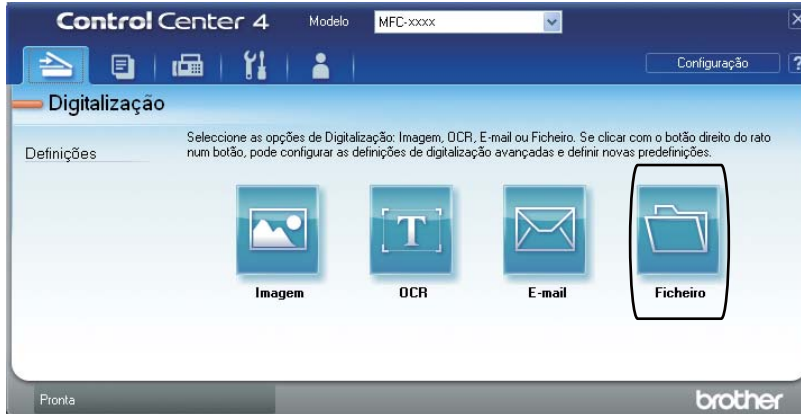 Control Center 4 Modelo MFC-xxxx
Configuração ?
Digitalização
Definições
Seleccione as opções de Digitalização: Imagem, OCR, E-mail ou Ficheiro. Se clicar com o botão direito do rato
num botão, pode configurar as definições de digitalização avançadas e definir novas predefinições.
T
Imagem OCR E-mail Ficheiro
Pronta brother